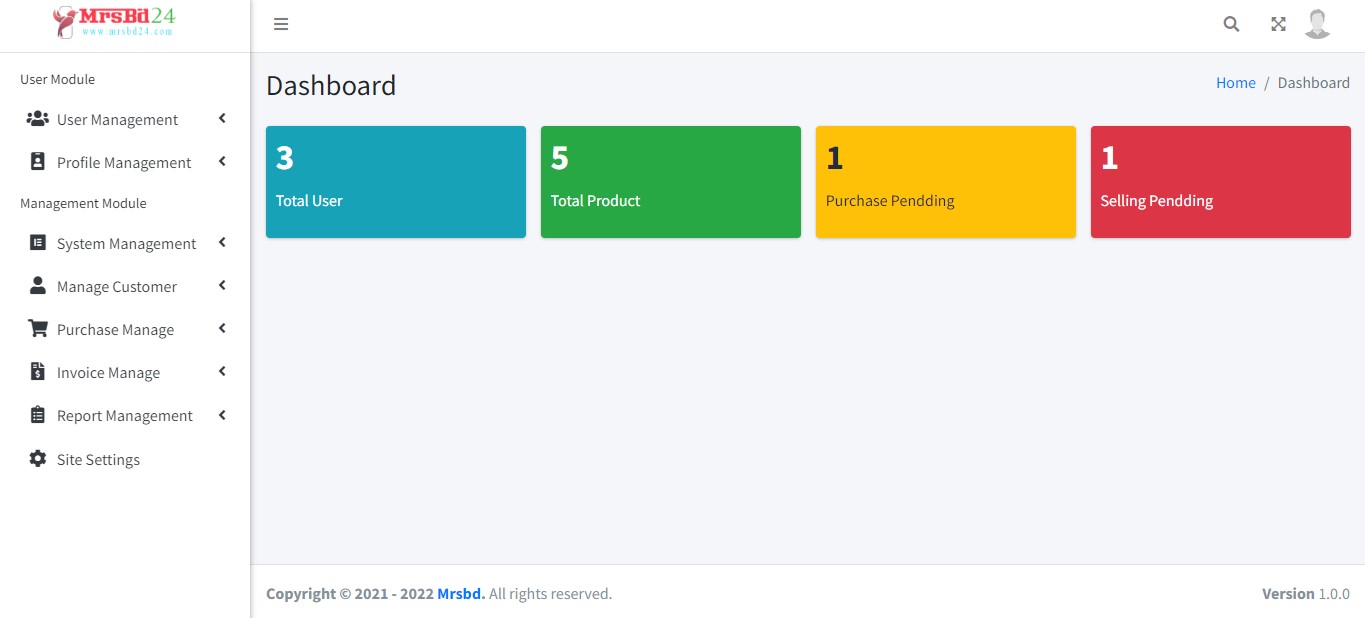 MrsBd24
www.mrsbd24.com
User Module
User Management
Profile Management
Management Module
System Management
Manage Customer
Purchase Manage
Invoice Manage
Report Management
Site Settings
Dashboard
Home / Dashboard
3
Total User
5
Total Product
1
Purchase Pendding
1
Selling Pendding
Copyright © 2021 - 2022 Mrsbd. All rights reserved.
Version 1.0.0